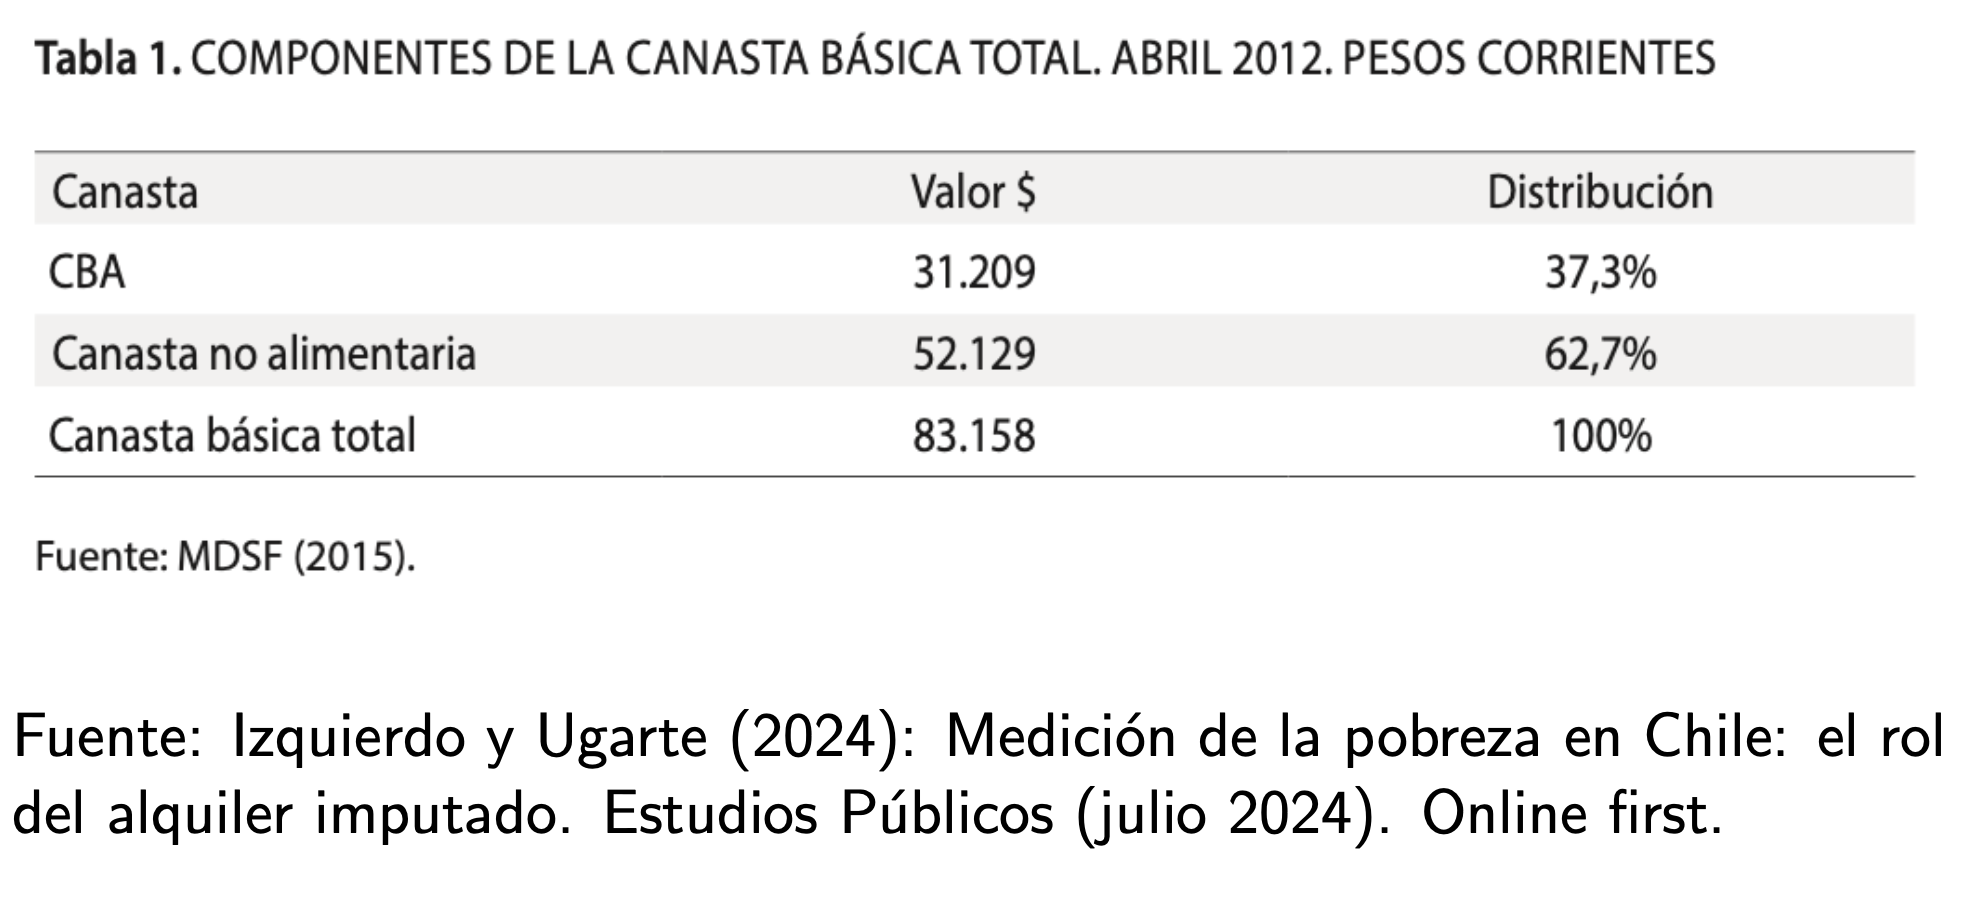 Tabla 1. COMPONENTES DE LA CANASTA BÁSICA TOTAL. ABRIL 2012. PESOS CORRIENTES
Canasta Valor $ Distribución
CBA 31.209 37,3%
Canasta no alimentaria 52.129 62,7%
Canasta básica total 83.158 100%
Fuente: MDSF (2015).
Fuente: Izquierdo y Ugarte (2024): Medición de la pobreza en Chile: el rol
del alquiler imputado. Estudios Públicos (julio 2024). Online first.